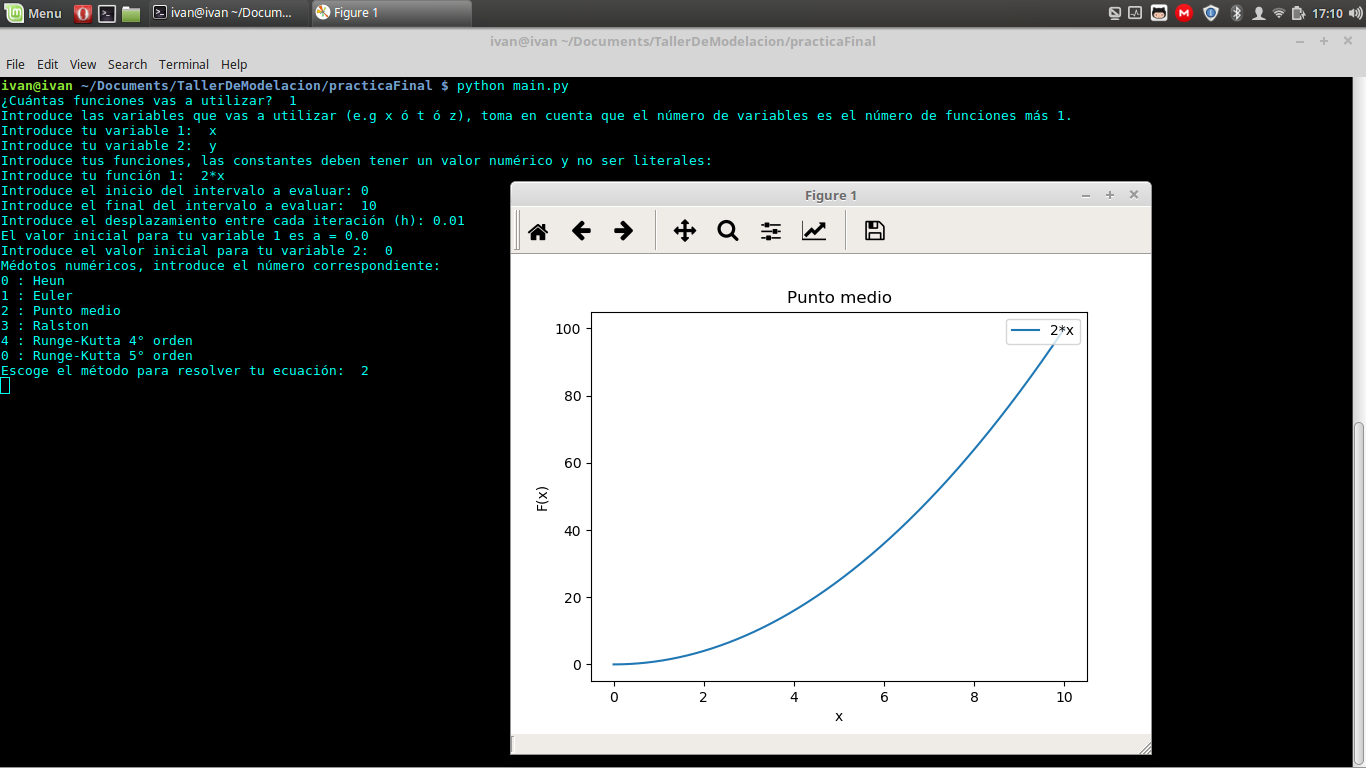 Menu ivan@ivan ~/Docum... Figure 1 17:10
ivan@ivan ~/Documents/TallerDeModelacion/practicaFinal
File Edit View Search Terminal Help
ivan@ivan ~/Documents/TallerDeModelacion/practicaFinal $ python main.py
¿Cuántas funciones vas a utilizar?  1
Introduce las variables que vas a utilizar (e.g x ó t ó z), toma en cuenta que el número de variables es el número de funciones más 1.
Introduce tu variable 1:  x
Introduce tu variable 2:  y
Introduce tus funciones, las constantes deben tener un valor numérico y no ser literales:
Introduce tu función 1:  2*x
Introduce el inicio del intervalo a evaluar: 0
Introduce el final del intervalo a evaluar:  10
Introduce el desplazamiento entre cada iteración (h): 0.01
El valor inicial para tu variable 1 es a = 0.0
Introduce el valor inicial para tu variable 2:  0
Médotos numéricos, introduce el número correspondiente:
0 : Heun
1 : Euler
2 : Punto medio
3 : Ralston
4 : Runge-Kutta 4° orden
0 : Runge-Kutta 5° orden
Escoge el método para resolver tu ecuación:  2
Figure 1
Punto medio
2*x
100
80
60
40
20
0
F(x)
0 2 4 6 8 10
x